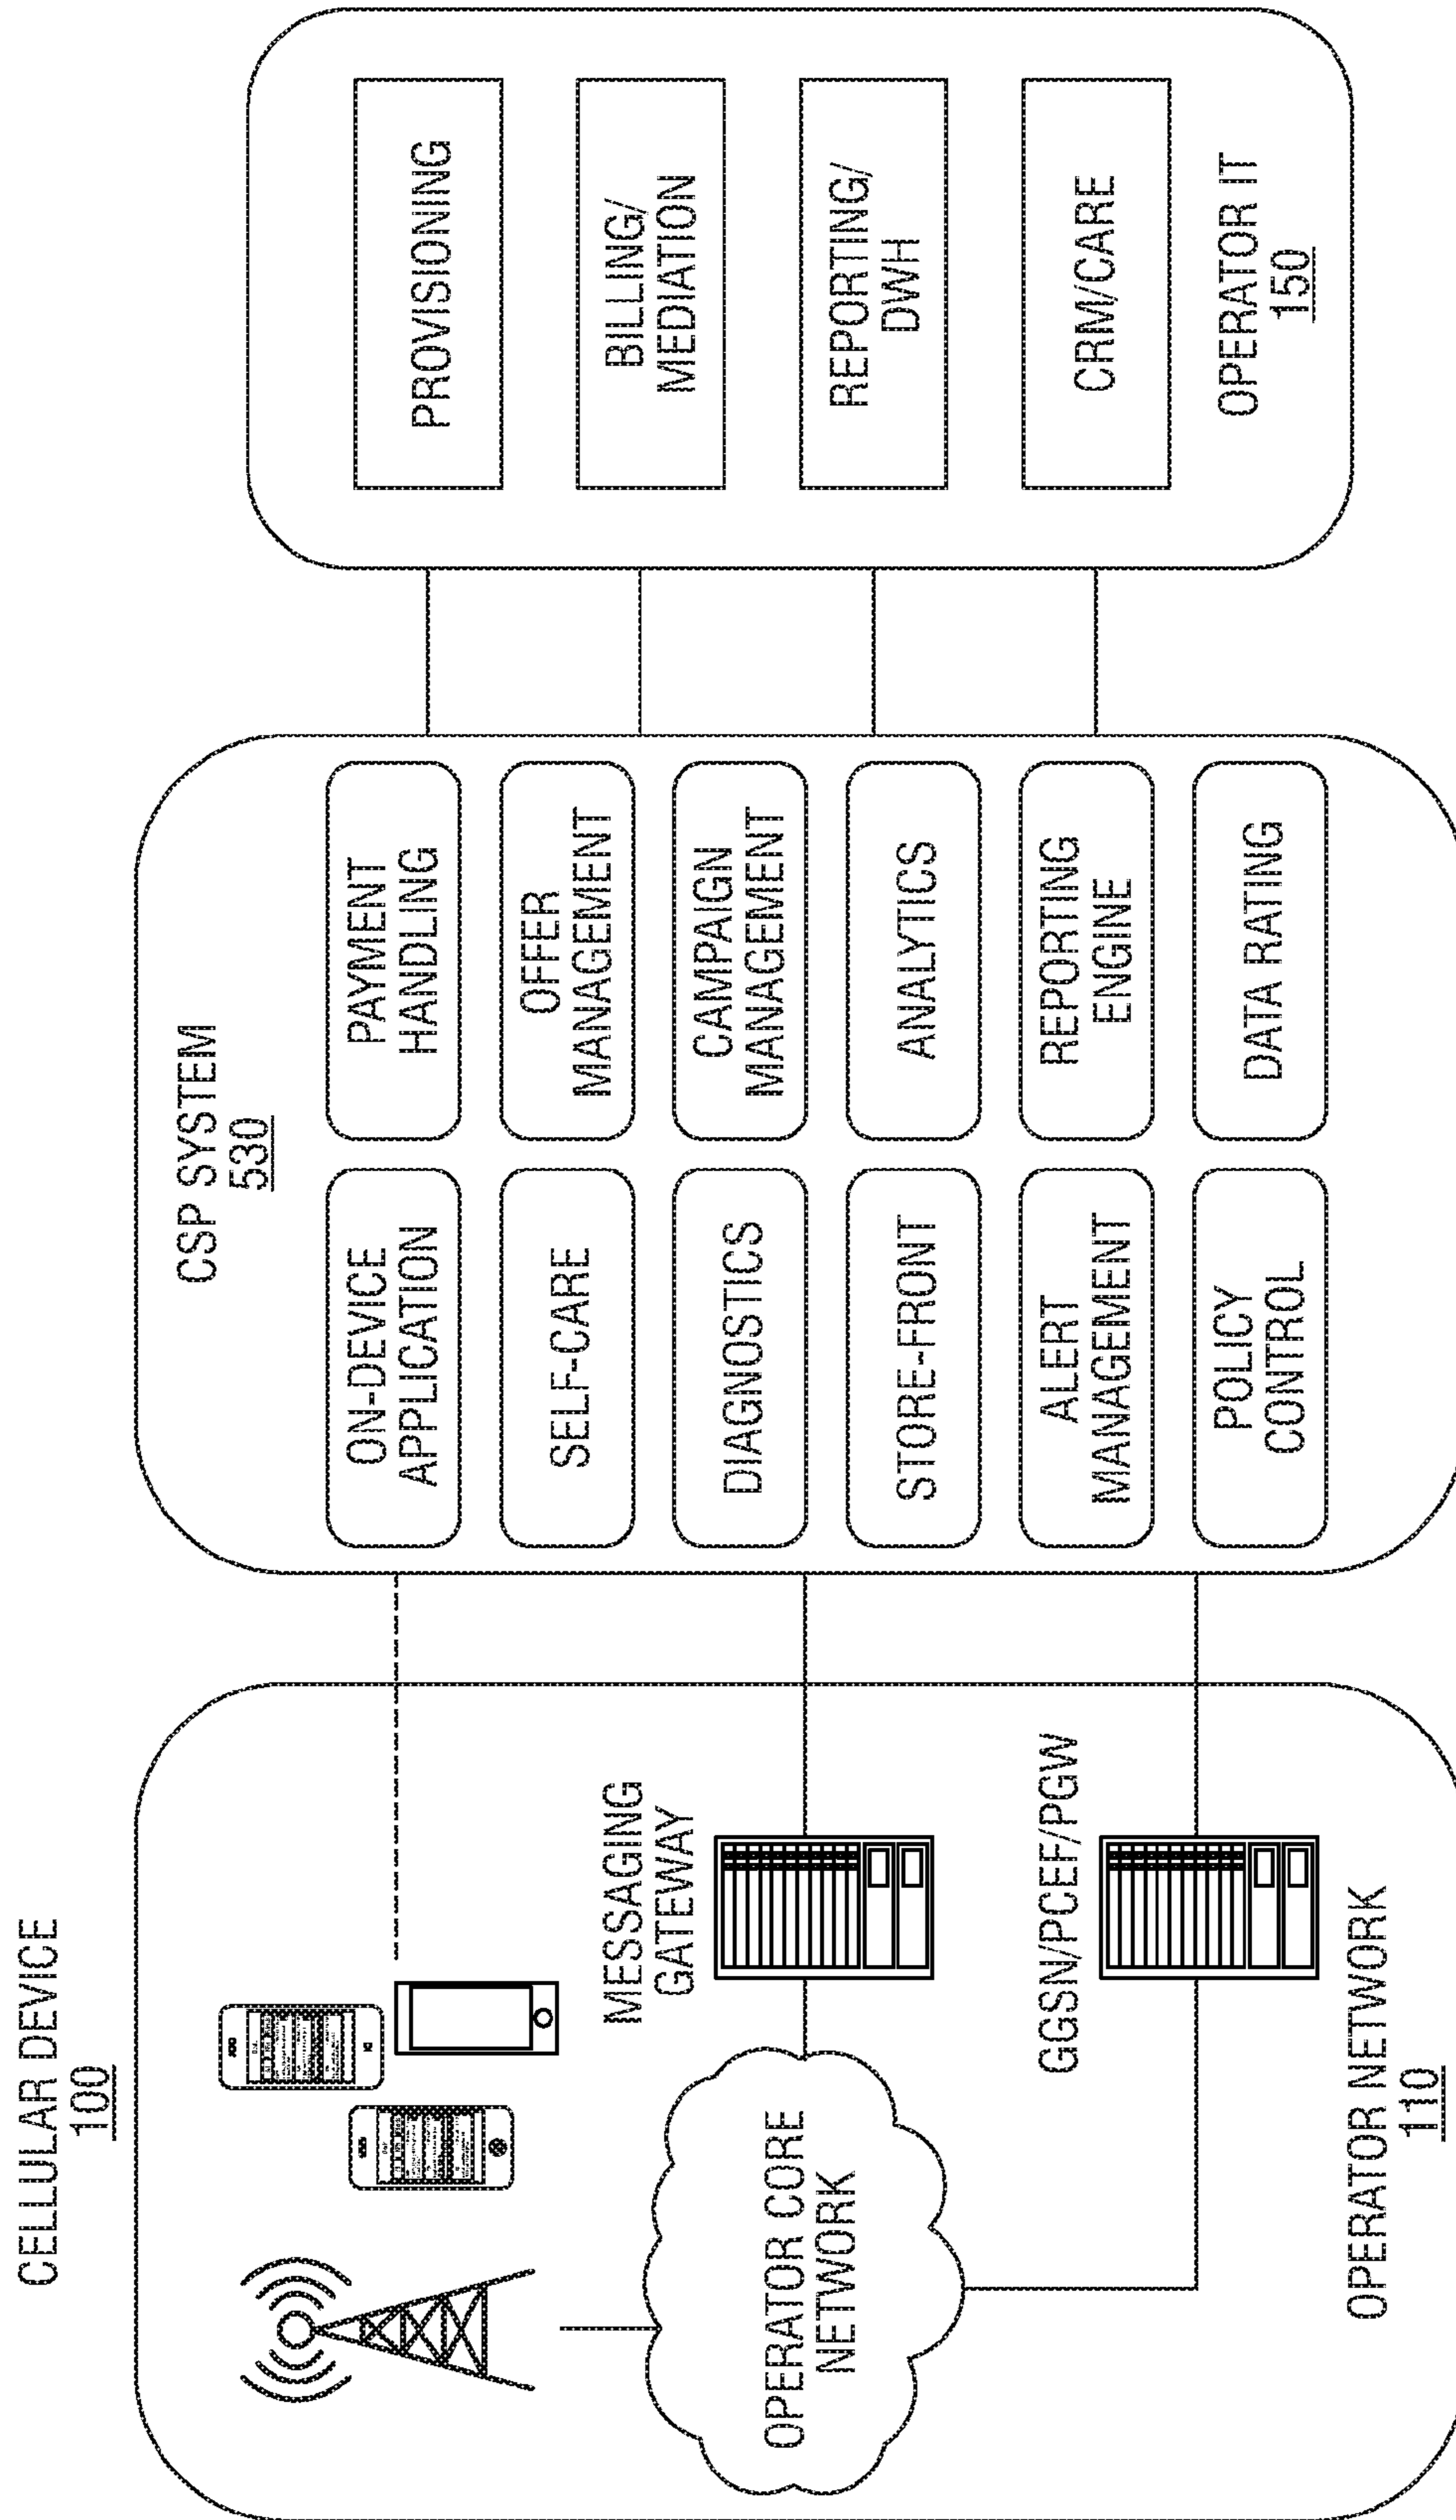 CELLULAR DEVICE
100
MESSAGING
GATEWAY
OPERATOR CORE
NETWORK
GGSN/PCEF/PGW
OPERATOR NETWORK
110
CSP SYSTEM
530
ON-DEVICE
APPLICATION
PAYMENT
HANDLING
SELF-CARE
OFFER
MANAGEMENT
DIAGNOSTICS
CAMPAIGN
MANAGEMENT
STORE-FRONT
ANALYTICS
ALERT
MANAGEMENT
REPORTING
ENGINE
POLICY
CONTROL
DATA RATING
PROVISIONING
BILLING/
MEDIATION
REPORTING/
DWH
CRM/CARE
OPERATOR IT
150